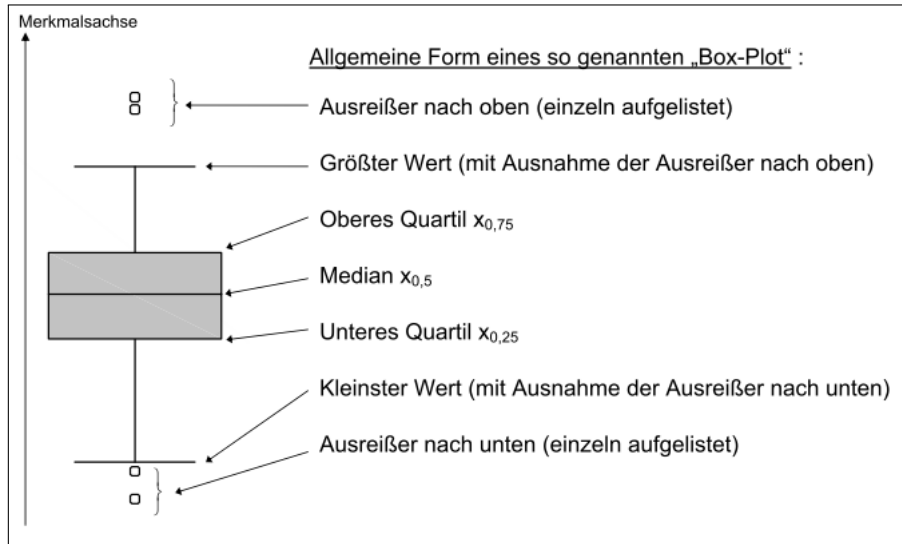 Merkmalsachse
Allgemeine Form eines so genannten „Box-Plot“ :
Ausreißer nach oben (einzeln aufgelistet)
Größter Wert (mit Ausnahme der Ausreißer nach oben)
Oberes Quartil x0,75
Median x0,5
Unteres Quartil x0,25
Kleinster Wert (mit Ausnahme der Ausreißer nach unten)
Ausreißer nach unten (einzeln aufgelistet)